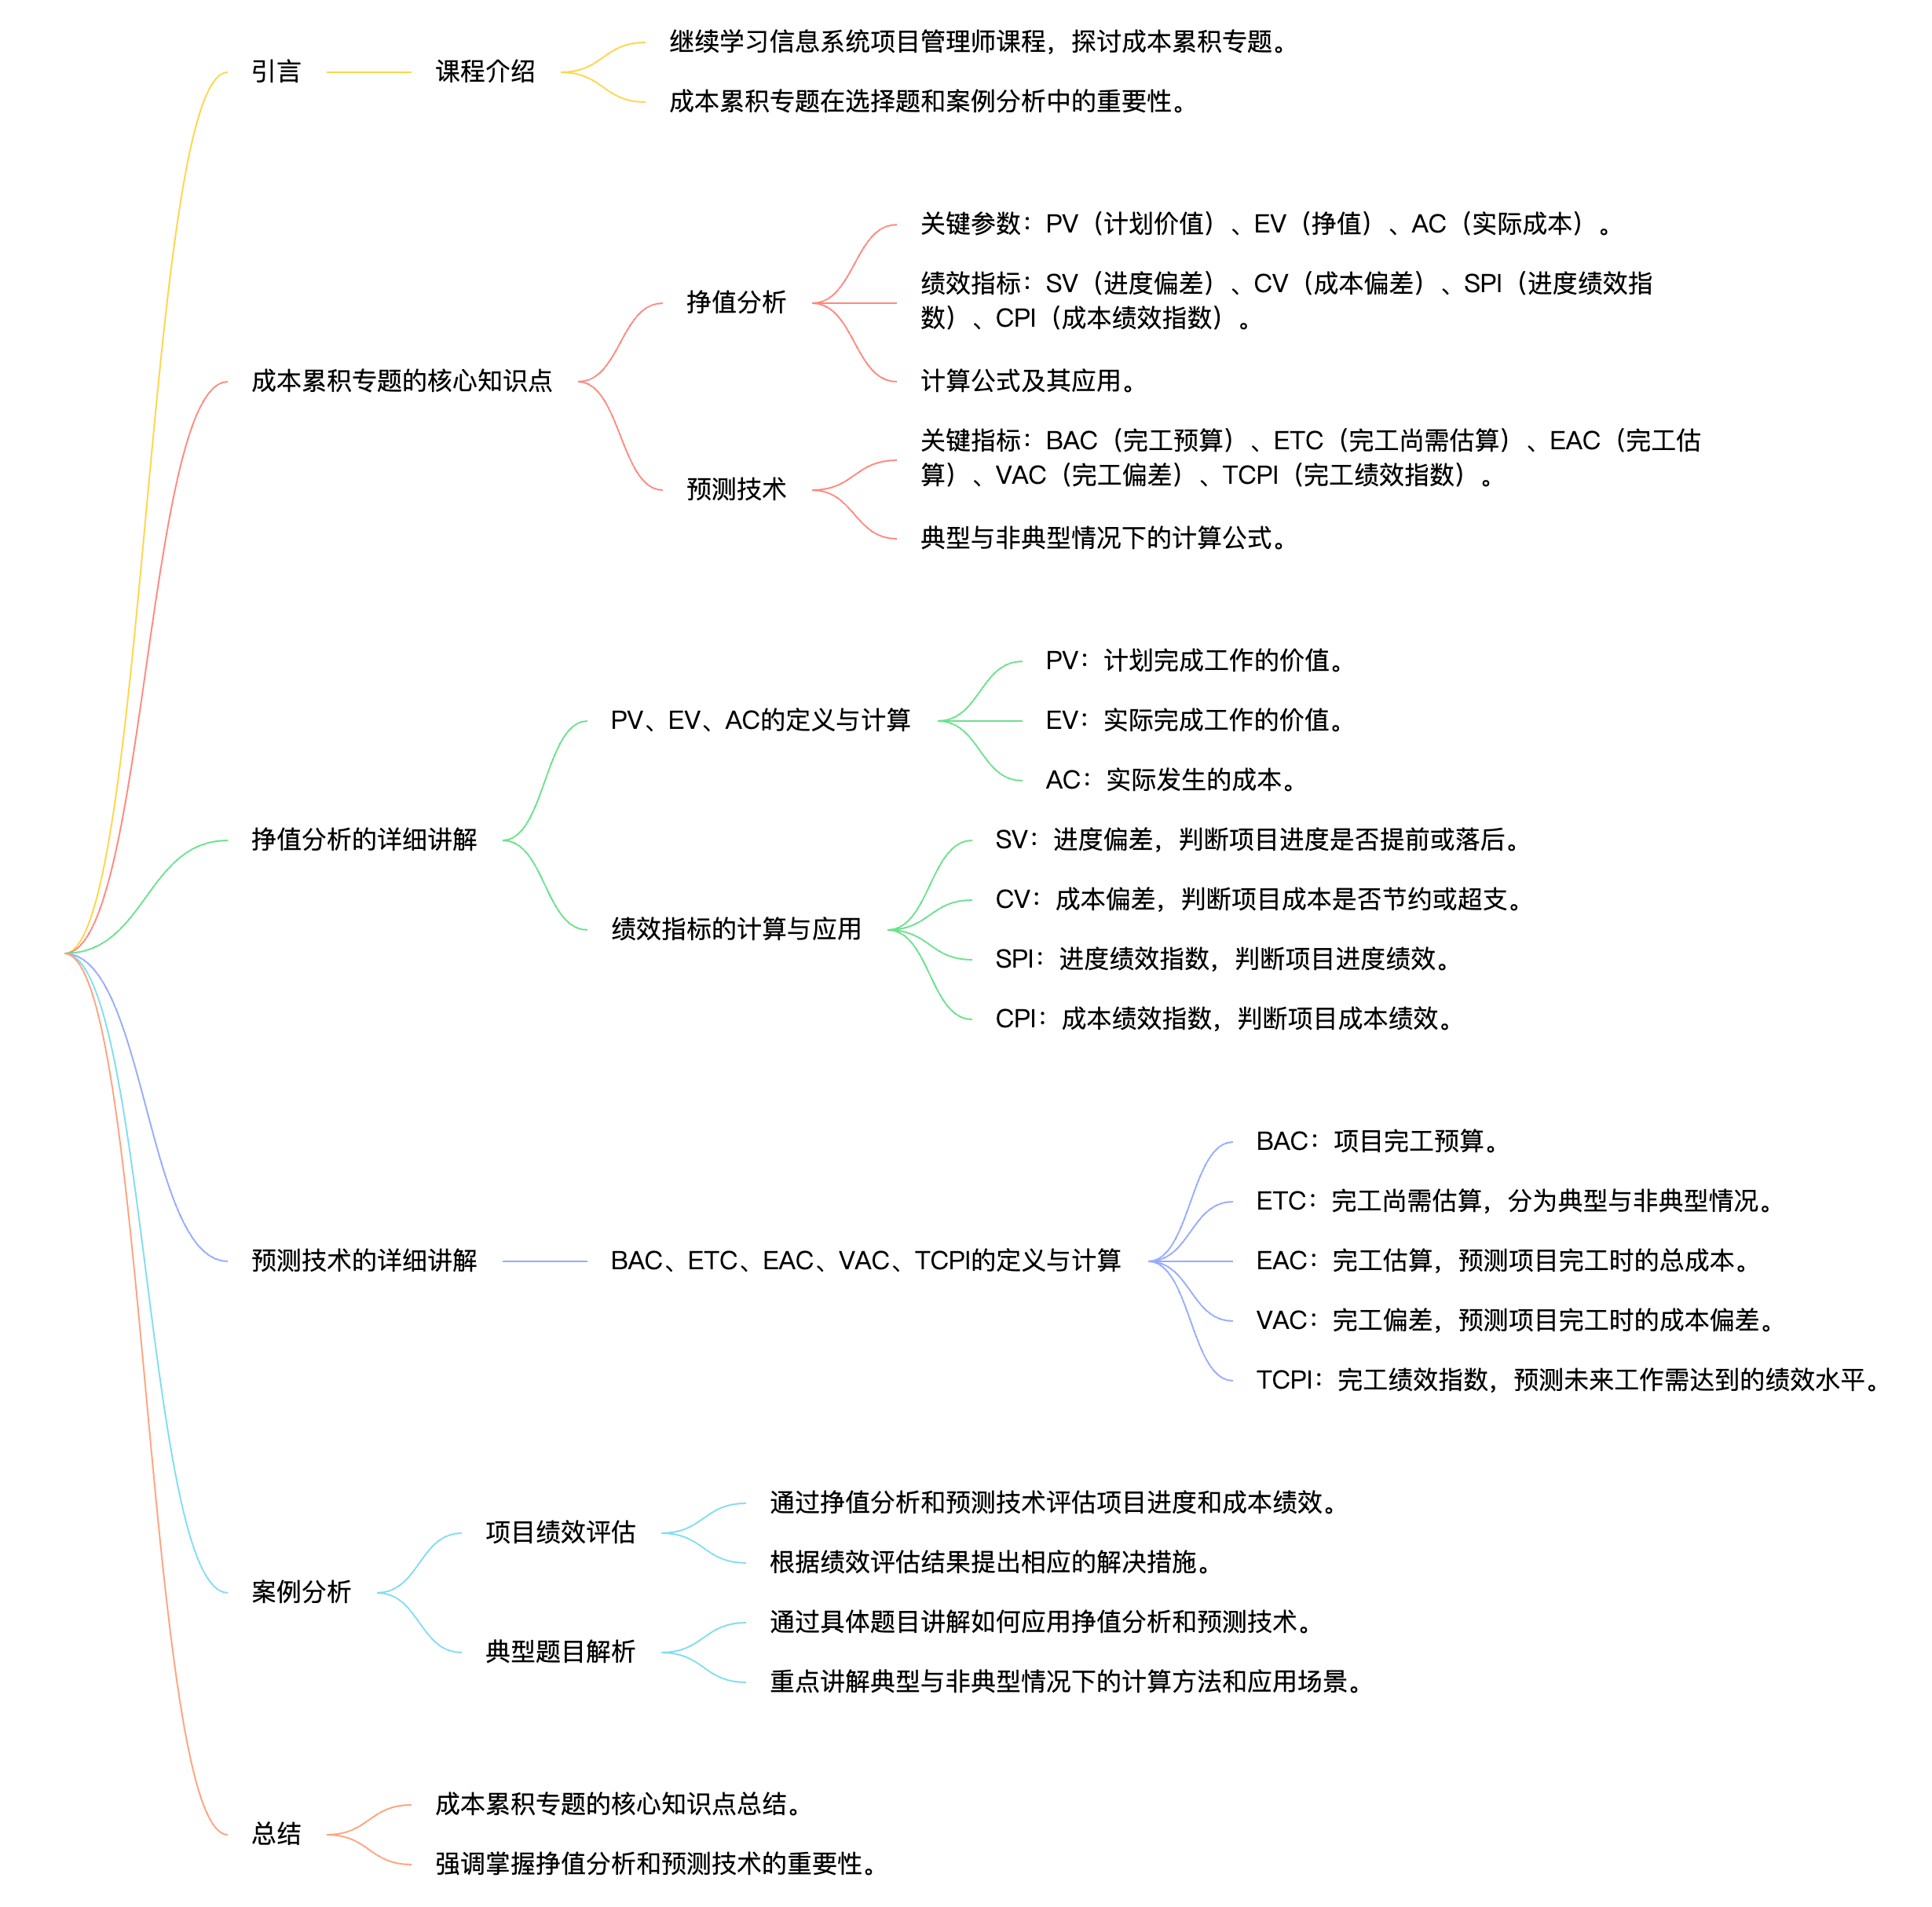 引言
课程介绍
继续学习信息系统项目管理师课程，探讨成本累积专题。
成本累积专题在选择题和案例分析中的重要性。
成本累积专题的核心知识点
挣值分析
关键参数：PV（计划价值）、EV（挣值）、AC（实际成本）。
绩效指标：SV（进度偏差）、CV（成本偏差）、SPI（进度绩效指
数）、CPI（成本绩效指数）。
计算公式及其应用。
预测技术
关键指标：BAC（完工预算）、ETC（完工尚需估算）、EAC（完工估
算）、VAC（完工偏差）、TCPI（完工绩效指数）。
典型与非典型情况下的计算公式。
挣值分析的详细讲解
PV、EV、AC的定义与计算
PV：计划完成工作的价值。
EV：实际完成工作的价值。
AC：实际发生的成本。
绩效指标的计算与应用
SV：进度偏差，判断项目进度是否提前或落后。
CV：成本偏差，判断项目成本是否节约或超支。
SPI：进度绩效指数，判断项目进度绩效。
CPI：成本绩效指数，判断项目成本绩效。
预测技术的详细讲解
BAC、ETC、EAC、VAC、TCPI的定义与计算
BAC：项目完工预算。
ETC：完工尚需估算，分为典型与非典型情况。
EAC：完工估算，预测项目完工时的总成本。
VAC：完工偏差，预测项目完工时的成本偏差。
TCPI：完工绩效指数，预测未来工作需达到的绩效水平。
案例分析
项目绩效评估
通过挣值分析和预测技术评估项目进度和成本绩效。
根据绩效评估结果提出相应的解决措施。
典型题目解析
通过具体题目讲解如何应用挣值分析和预测技术。
重点讲解典型与非典型情况下的计算方法和应用场景。
总结
成本累积专题的核心知识点总结。
强调掌握挣值分析和预测技术的重要性。